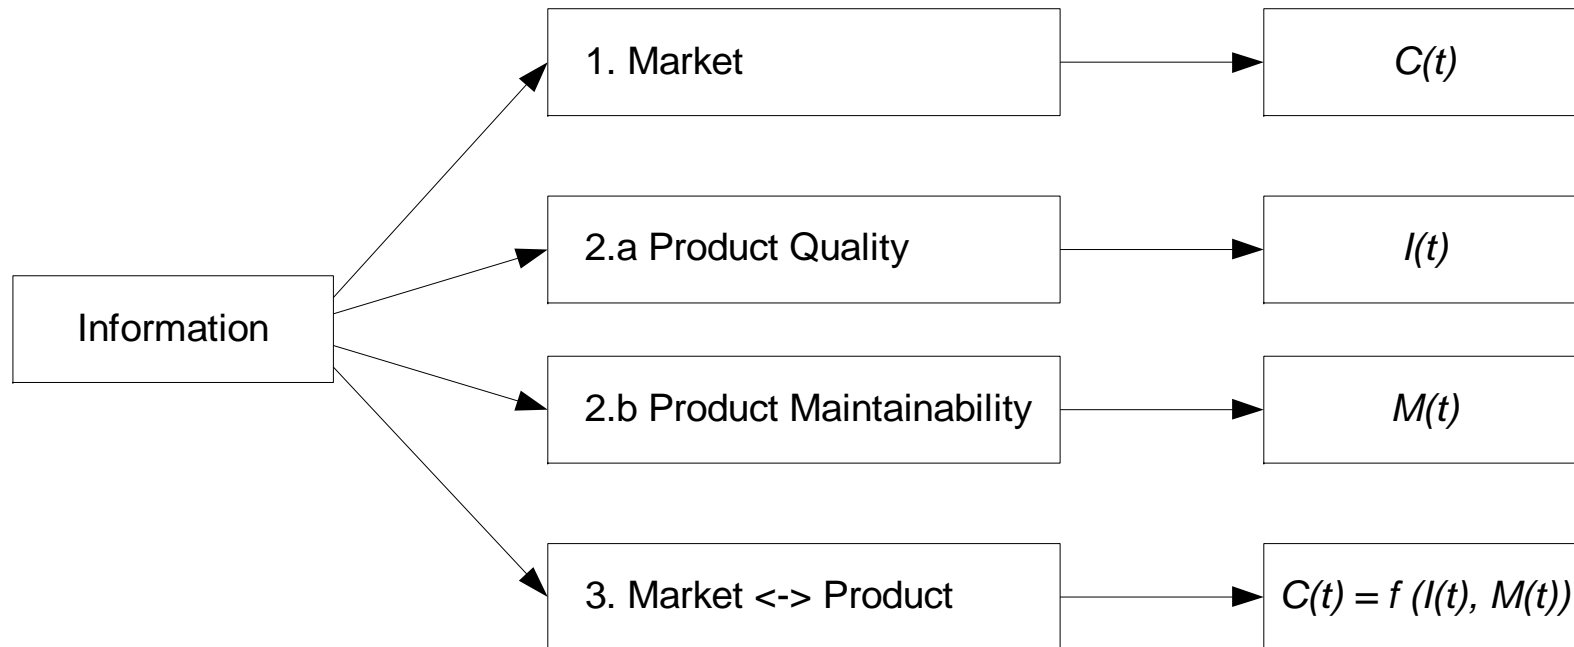 1. Market
C(t)
2.a Product Quality
I(t)
Information
2.b Product Maintainability
M(t)
3. Market <-> Product
C(t) = f (I(t), M(t))